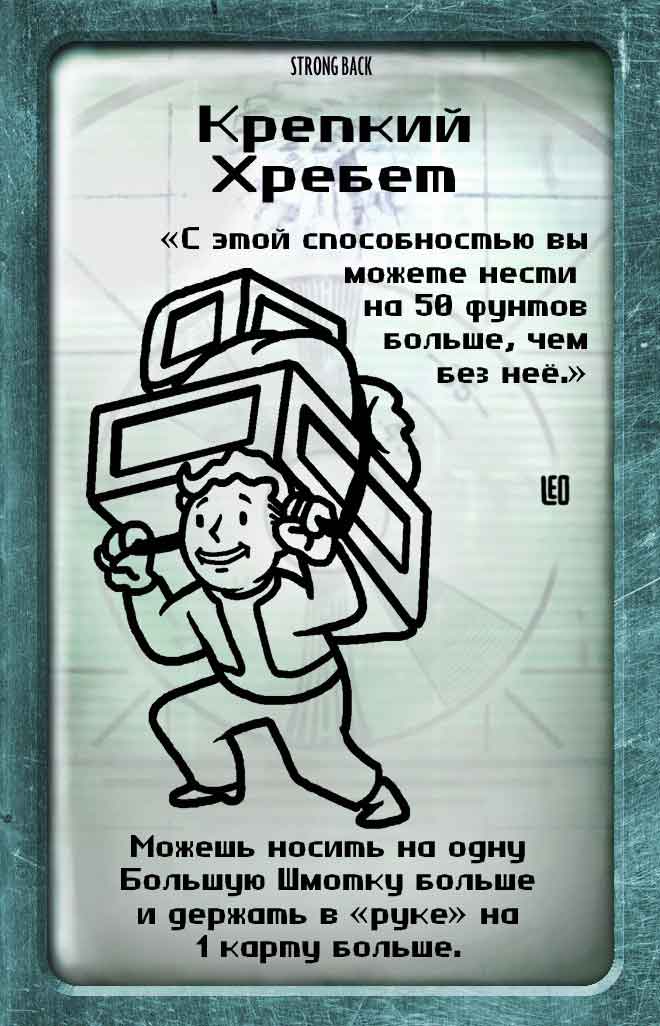 STRONG BACK
Крепкий
Хребет
«С этой способностью вы
можете нести
на 50 фунтов
больше, чем
без неё.»
LEO
Можешь носить на одну
Большую Шмотку больше
и держать в «руке» на
1 карту больше.